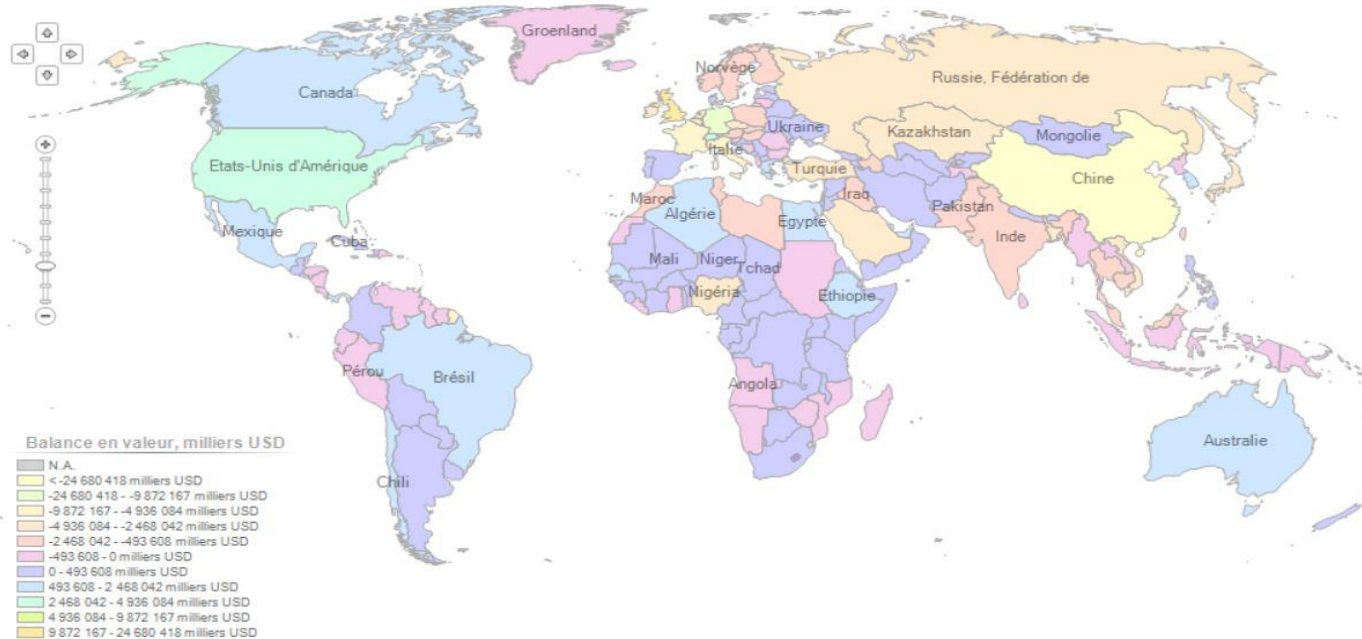 Groenland
Norvège
Russie, Fédération de
Canada
Ukraine
Kazakhstan
Mongolie
Italie
Etats-Unis d'Amérique
Turquie
Chine
Maroc
Iraq
Algérie
Egypte
Pakistan
Mexique
Cuba
Inde
Mali
Niger
Tchad
Nigéria
Ethiopie
Pérou
Brésil
Angola
Australie
Chili
Balance en valeur, milliers USD
N.A.
< -24 680 418 milliers USD
-24 680 418 - -9 872 167 milliers USD
-9 872 167 - -4 936 084 milliers USD
-4 936 084 - -2 468 042 milliers USD
-2 468 042 - -493 608 milliers USD
-493 608 - 0 milliers USD
0 - 493 608 milliers USD
493 608 - 2 468 042 milliers USD
2 468 042 - 4 936 084 milliers USD
4 936 084 - 9 872 167 milliers USD
9 872 167 - 24 680 418 milliers USD